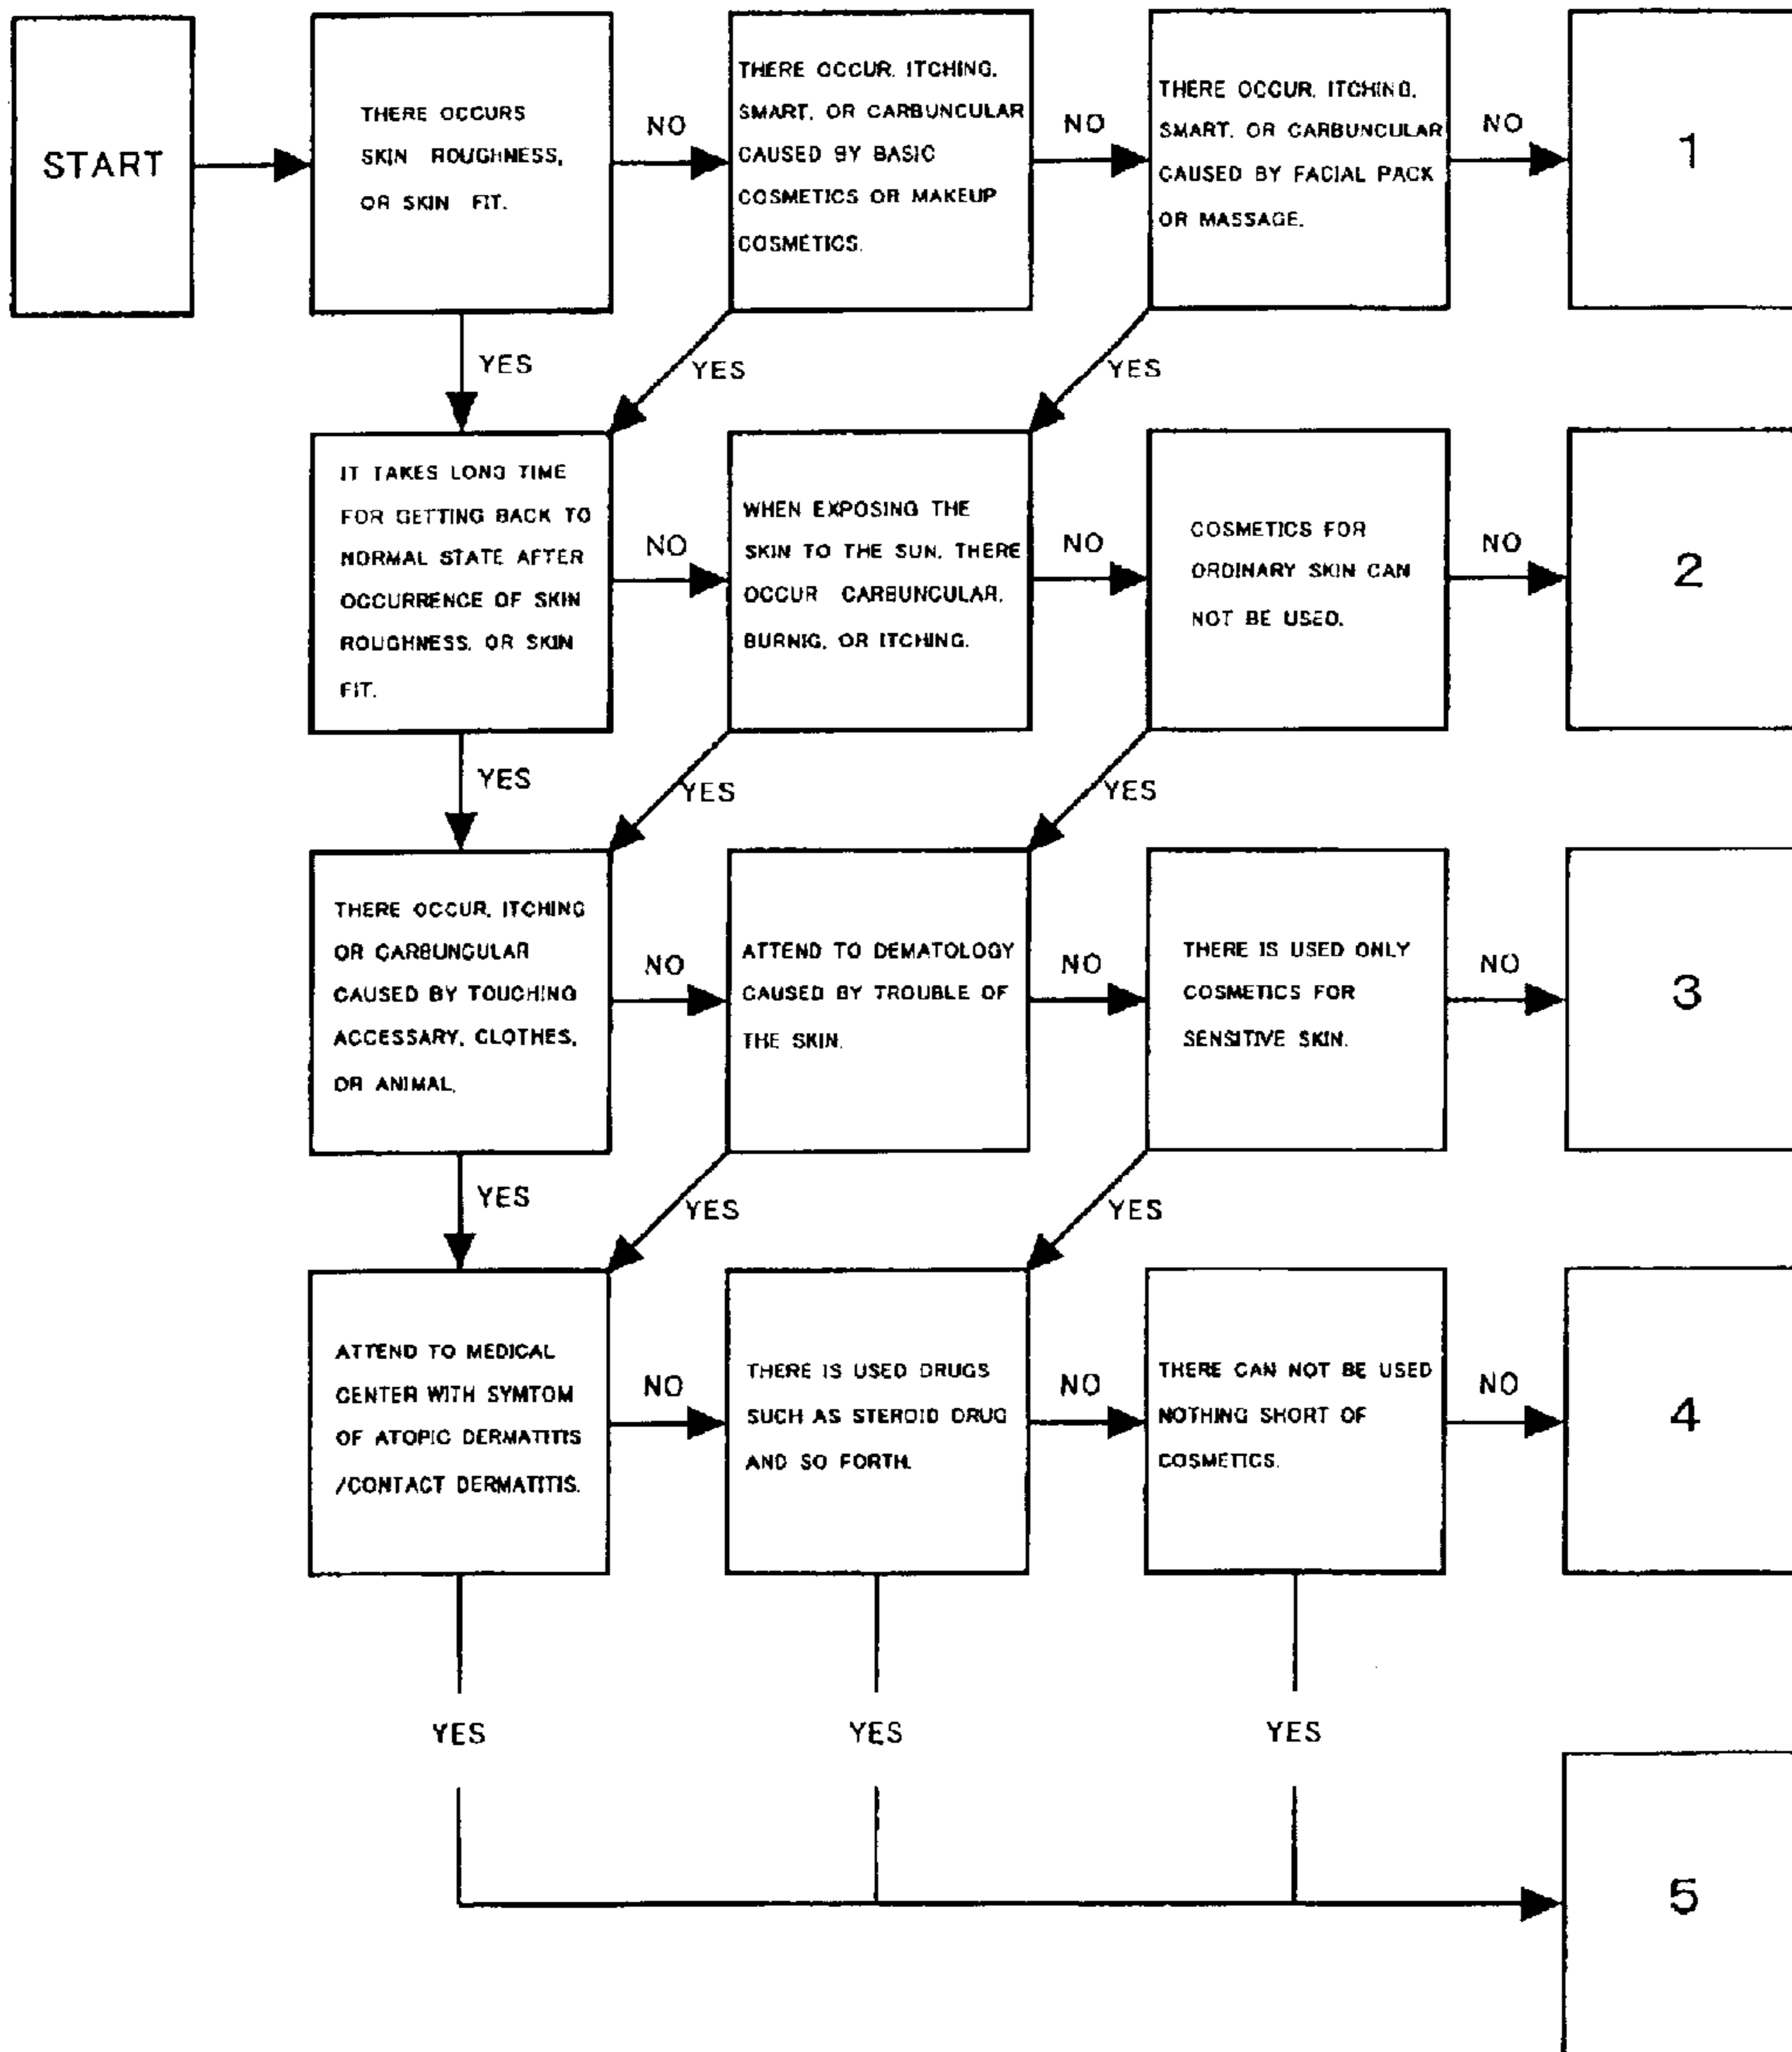 START
THERE OCCURS
SKIN ROUGHNESS,
OR SKIN FIT.
NO
THERE OCCUR, ITCHING,
SMART, OR CARBUNCULAR
CAUSED BY BASIC
COSMETICS OR MAKEUP
COSMETICS.
NO
THERE OCCUR, ITCHING,
SMART, OR CARBUNCULAR
CAUSED BY FACIAL PACK
OR MASSAGE.
NO
1
YES
YES
YES
IT TAKES LONG TIME
FOR GETTING BACK TO
NORMAL STATE AFTER
OCCURRENCE OF SKIN
ROUGHNESS, OR SKIN
FIT.
NO
WHEN EXPOSING THE
SKIN TO THE SUN, THERE
OCCUR CARBUNCULAR,
BURNIG, OR ITCHING.
NO
COSMETICS FOR
ORDINARY SKIN CAN
NOT BE USED.
NO
2
YES
YES
YES
THERE OCCUR, ITCHING
OR CARBUNGULAR
CAUSED BY TOUCHING
ACCESSARY, CLOTHES,
OR ANIMAL.
NO
ATTEND TO DEMATOLOGY
CAUSED BY TROUBLE OF
THE SKIN.
NO
THERE IS USED ONLY
COSMETICS FOR
SENSITIVE SKIN.
NO
3
YES
YES
YES
ATTEND TO MEDICAL
CENTER WITH SYMTOM
OF ATOPIC DERMATITIS
/CONTACT DERMATITIS.
NO
THERE IS USED DRUGS
SUCH AS STEROID DRUG
AND SO FORTH.
NO
THERE CAN NOT BE USED
NOTHING SHORT OF
COSMETICS.
NO
4
YES
YES
YES
5